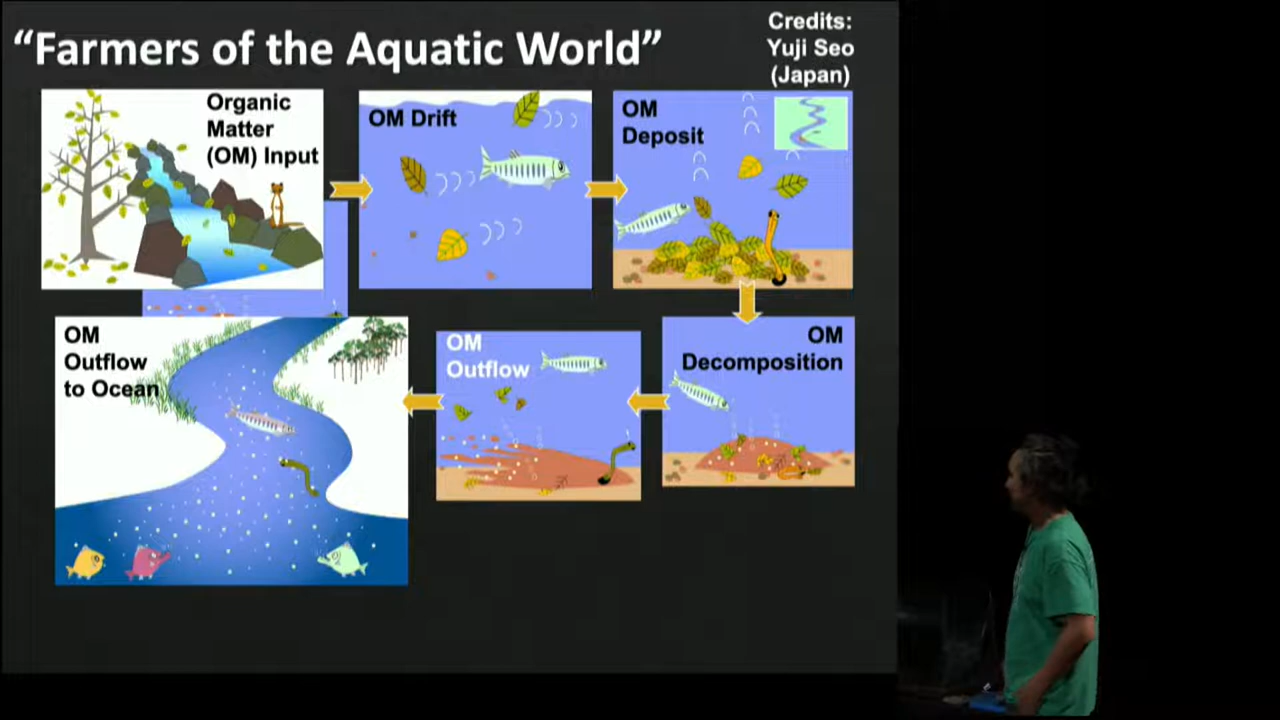 “Farmers of the Aquatic World”
Credits:
Yuji Seo
(Japan)
Organic
Matter
(OM) Input
OM Drift
OM
Deposit
OM
Decomposition
OM
Outflow
OM
Outflow
to Ocean